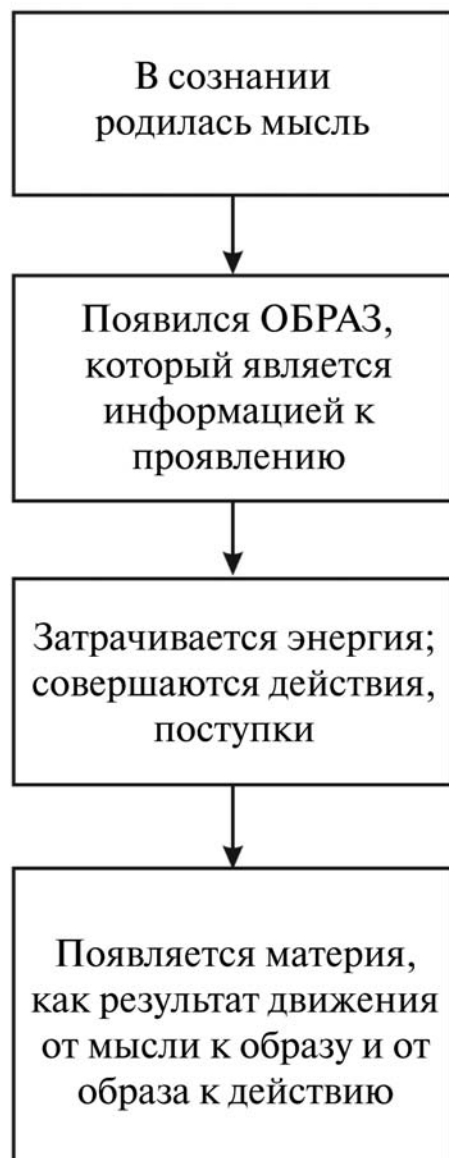 В сознании
родилась мысль
Появился ОБРАЗ,
который является
информацией к
проявлению
Затрачивается энергия;
совершаются действия,
поступки
Появляется материя,
как результат движения
от мысли к образу и от
образа к действию